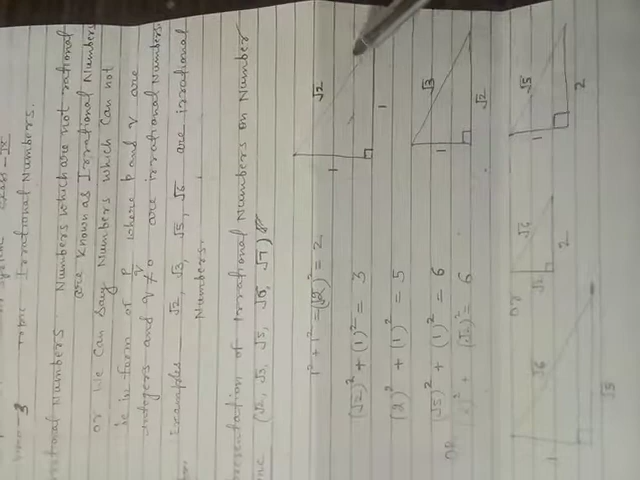 Topic Irrational Numbers.
Irrational Numbers Numbers which are not rational
are known as Irrational Numbers
or We can say Numbers which can not
be in form of p/q where p and q are
integers and q ≠ 0 are irrational Numbers
Examples √2, √3, √5, √6 are irrational
Numbers.
Representation of Irrational Numbers on Number
line (√2, √3, √5, √6, √7)
1² + 1² = (√2)² = 2
√2
1
1
(√2)² + (1)² = 3
√3
1
√2
(2)² + (1)² = 5
√5
1
2
(√5)² + (1)² = 6
OR
(2)² + (√2)² = 6
√6
1
√5
OR
√6
√2
2